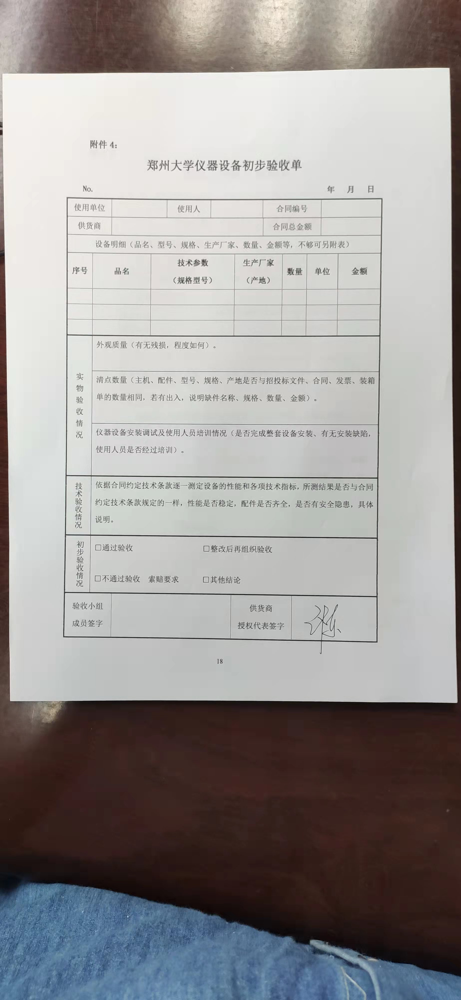 附件 4:
郑州大学仪器设备初步验收单
No. 年 月 日
使用单位 使用人 合同编号
供货商 合同总金额
设备明细（品名、型号、规格、生产厂家、数量、金额等，不够可另附表）
序号 品名 技术参数（规格型号） 生产厂家（产地） 数量 单位 金额
实物验收情况
外观质量（有无残损，程度如何）。
清点数量（主机、配件、型号、规格、产地是否与招投标文件、合同、发票、装箱
单的数量相同，若有出入，说明缺件名称、规格、数量、金额）。
仪器设备安装调试及使用人员培训情况（是否完成整套设备安装、有无安装缺陷，
使用人员是否经过培训）。
技术验收情况
依据合同约定技术条款逐一测定设备的性能和各项技术指标，所测结果是否与合同
约定技术条款规定的一样，性能是否稳定，配件是否齐全，是否有安全隐患，具体
说明。
初步验收情况
□通过验收 □整改后再组织验收
□不通过验收 索赔要求 □其他结论
验收小组
成员签字
供货商
授权代表签字
18